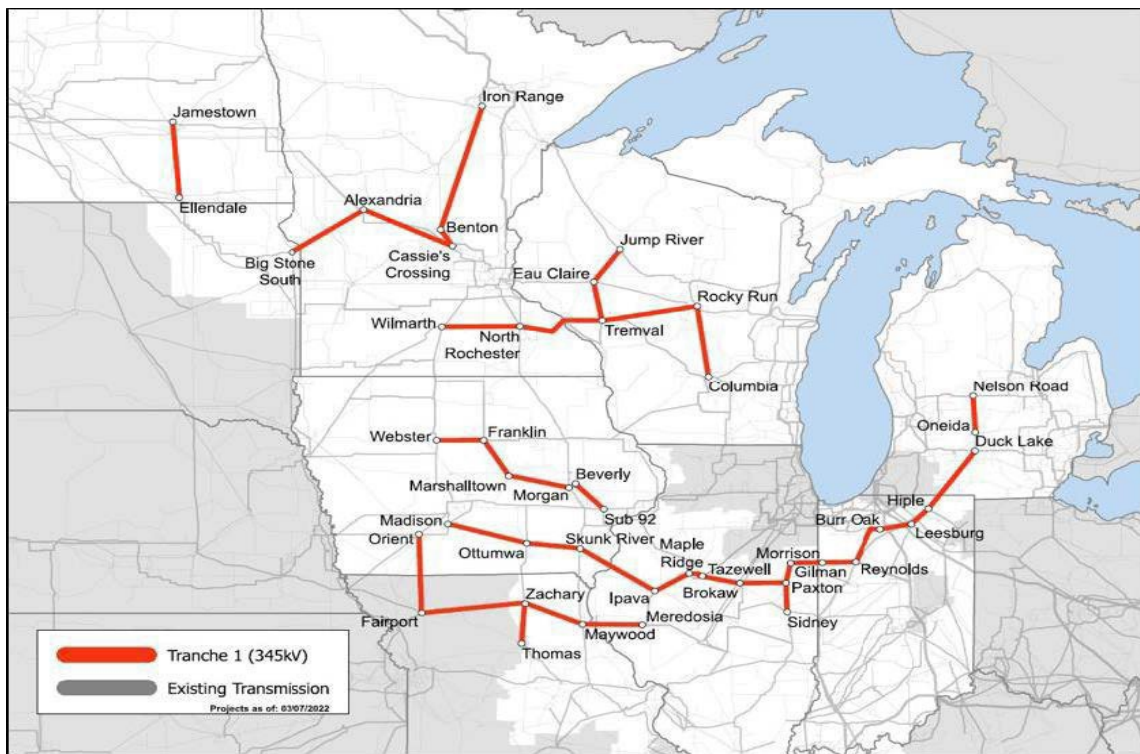 Iron Range
Jamestown
Ellendale
Alexandria
Benton
Big Stone
South
Cassie's
Crossing
Jump River
Eau Claire
Rocky Run
Wilmarth
North
Rochester
Tremval
Columbia
Nelson Road
Oneida
Duck Lake
Webster
Franklin
Beverly
Marshalltown
Morgan
Sub 92
Hiple
Madison
Orient
Burr Oak
Leesburg
Ottumwa
Skunk River
Maple
Ridge
Tazewell
Morrison
Gilman
Reynolds
Paxton
Brokaw
Ipava
Sidney
Zachary
Fairport
Meredosia
Maywood
Thomas
Tranche 1 (345kV)
Existing Transmission
Projects as of: 03/07/2022